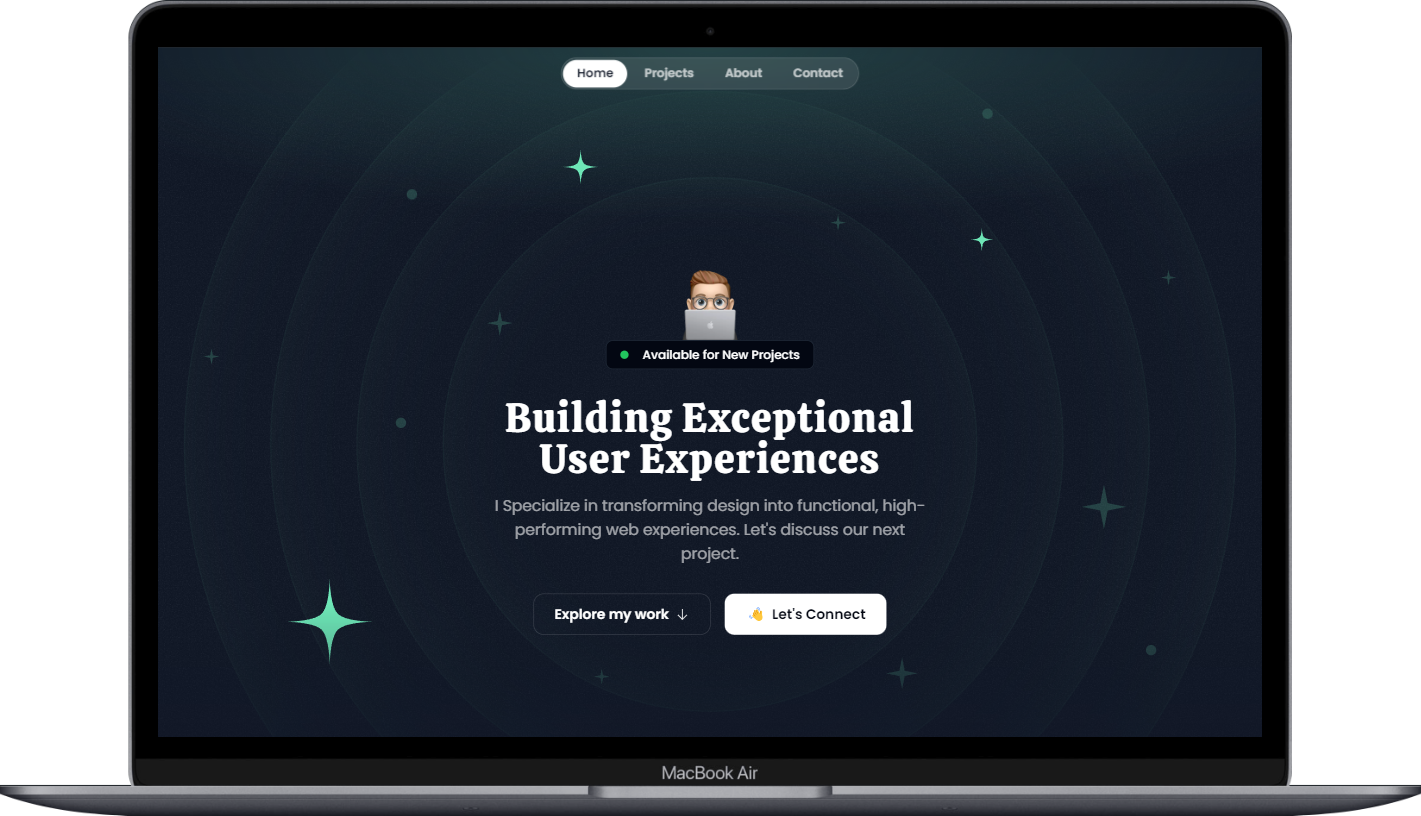 Home Projects About Contact
Available for New Projects
Building Exceptional
User Experiences
I Specialize in transforming design into functional, high-
performing web experiences. Let's discuss our next
project.
Explore my work ↓ 👋 Let's Connect
MacBook Air